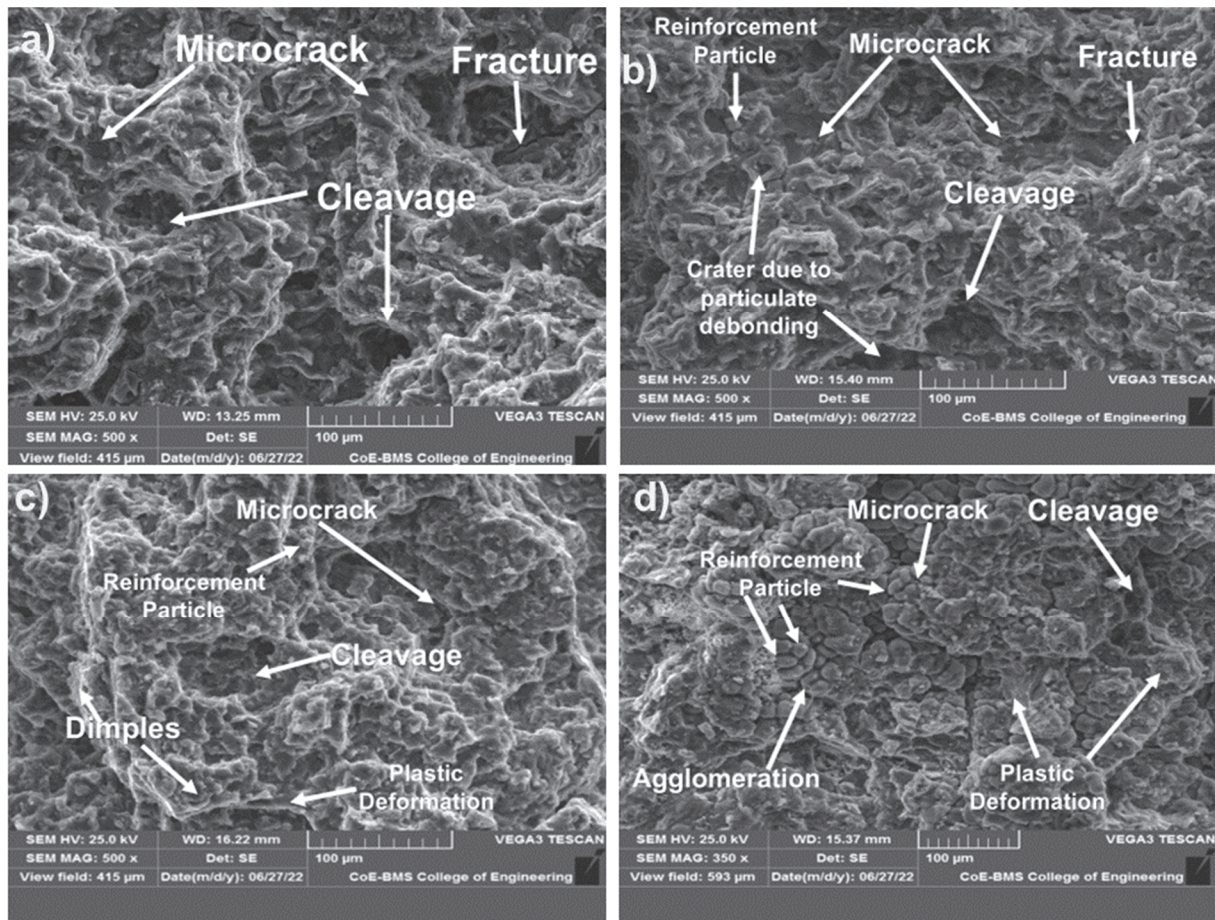 a)
Microcrack
Fracture
Cleavage
SEM HV: 25.0 kV WD: 13.25 mm VEGA3 TESCAN
SEM MAG: 500 x Det: SE 100 µm
View field: 415 µm Date(m/d/y): 06/27/22 CoE-BMS College of Engineering
b)
Reinforcement
Particle
Microcrack
Fracture
Cleavage
Crater due to
particulate
debonding
SEM HV: 25.0 kV WD: 15.40 mm VEGA3 TESCAN
SEM MAG: 500 x Det: SE 100 µm
View field: 415 µm Date(m/d/y): 06/27/22 CoE-BMS College of Engineering
c)
Microcrack
Reinforcement
Particle
Cleavage
Dimples
Plastic
Deformation
SEM HV: 25.0 kV WD: 16.22 mm VEGA3 TESCAN
SEM MAG: 500 x Det: SE 100 µm
View field: 415 µm Date(m/d/y): 06/27/22 CoE-BMS College of Engineering
d)
Microcrack
Cleavage
Reinforcement
Particle
Agglomeration
Plastic
Deformation
SEM HV: 25.0 kV WD: 15.37 mm VEGA3 TESCAN
SEM MAG: 350 x Det: SE 100 µm
View field: 593 µm Date(m/d/y): 06/27/22 CoE-BMS College of Engineering